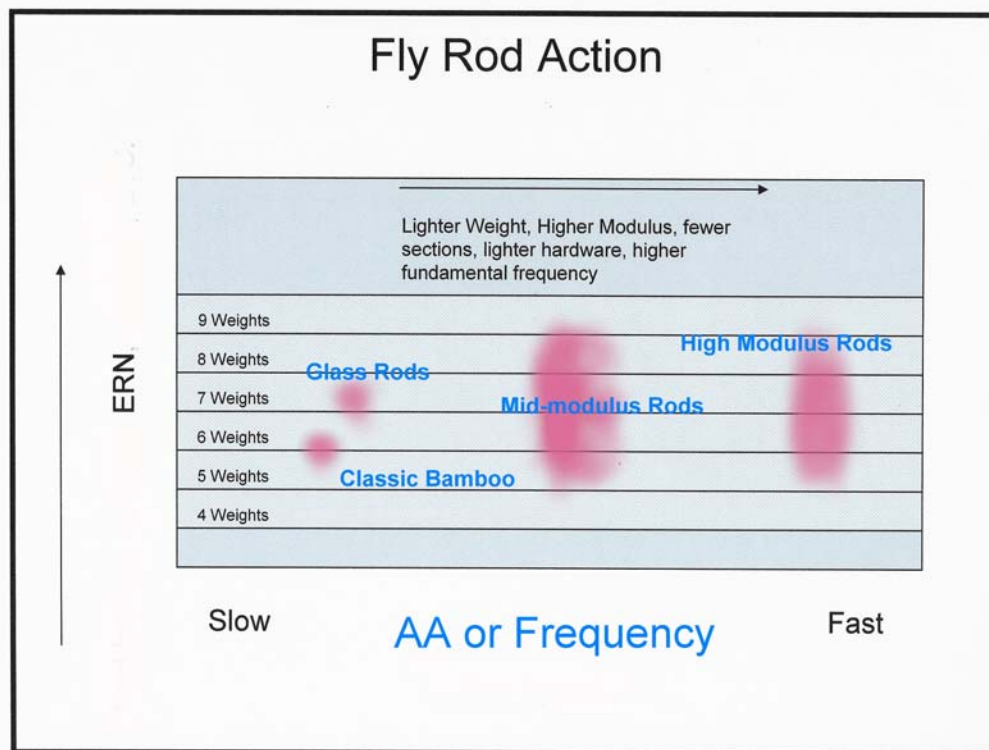 Fly Rod Action
Lighter Weight, Higher Modulus, fewer
sections, lighter hardware, higher
fundamental frequency
9 Weights
8 Weights
High Modulus Rods
Glass Rods
7 Weights
Mid-modulus Rods
6 Weights
5 Weights
Classic Bamboo
4 Weights
ERN,
Slow
AA or Frequency
Fast